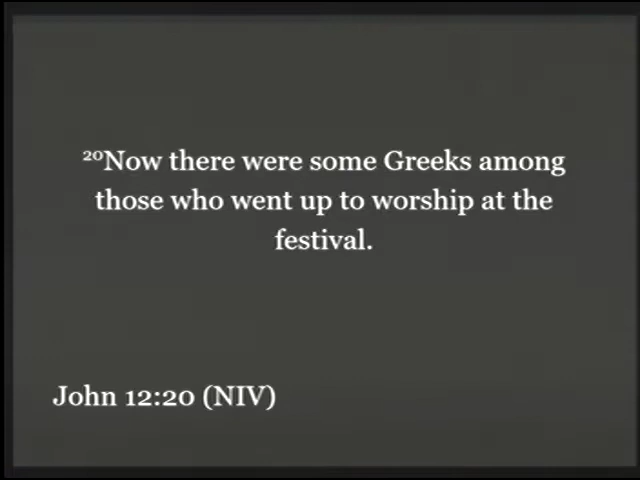 ²⁰Now there were some Greeks among
those who went up to worship at the
festival.
John 12:20 (NIV)